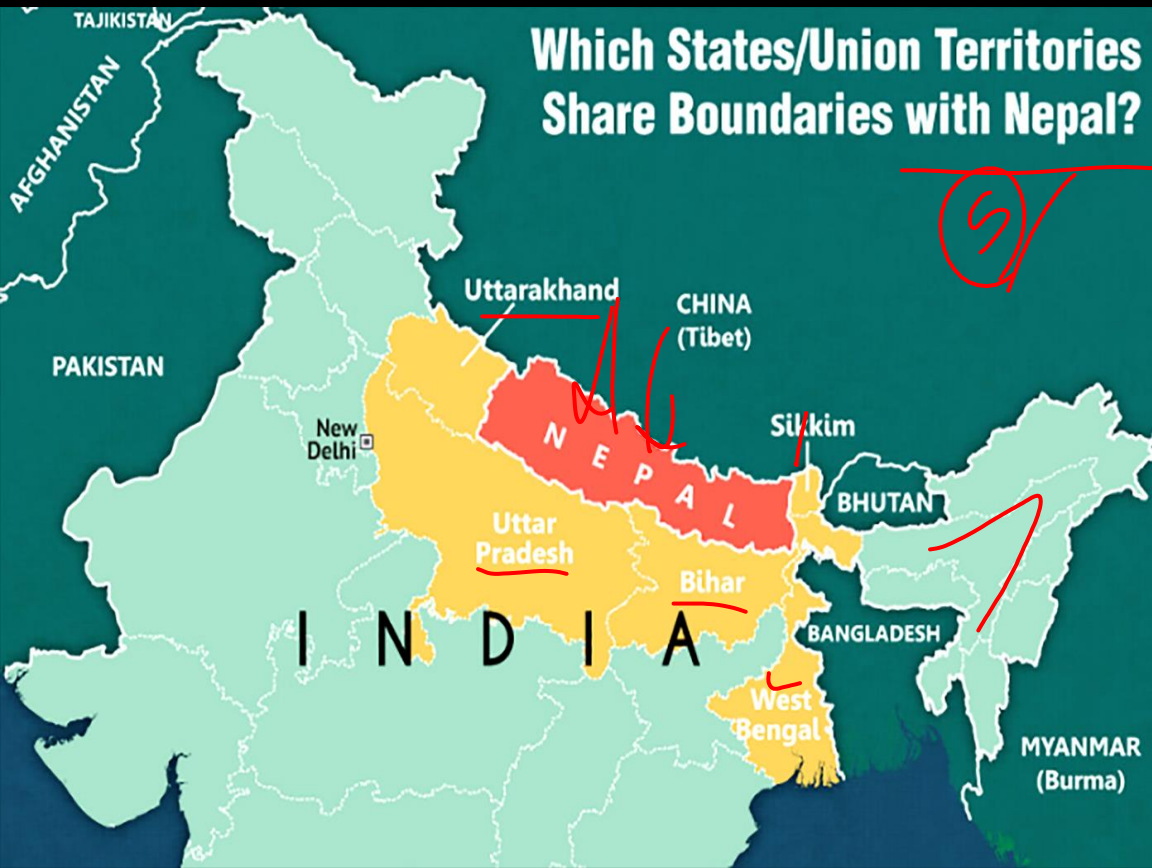 TAJIKISTAN
Which States/Union Territories
Share Boundaries with Nepal?
AFGHANISTAN
5
Uttarakhand
CHINA
(Tibet)
PAKISTAN
New
Delhi
Sikkim
NEPAL
BHUTAN
Uttar
Pradesh
Bihar
INDIA
BANGLADESH
West
Bengal
MYANMAR
(Burma)